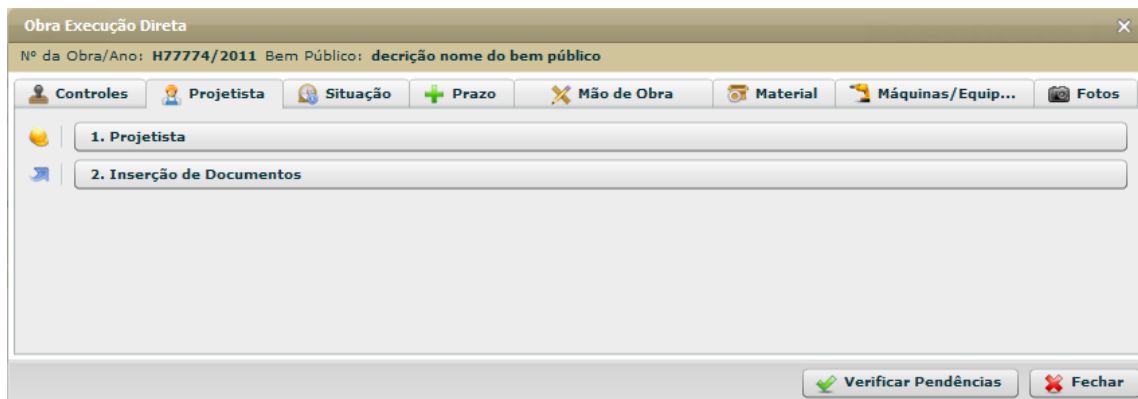 Obra Execução Direta
Nº da Obra/Ano: H77774/2011 Bem Público: decrição nome do bem público
Controles Projetista Situação Prazo Mão de Obra Material Máquinas/Equip... Fotos
1. Projetista
2. Inserção de Documentos
Verificar Pendências Fechar